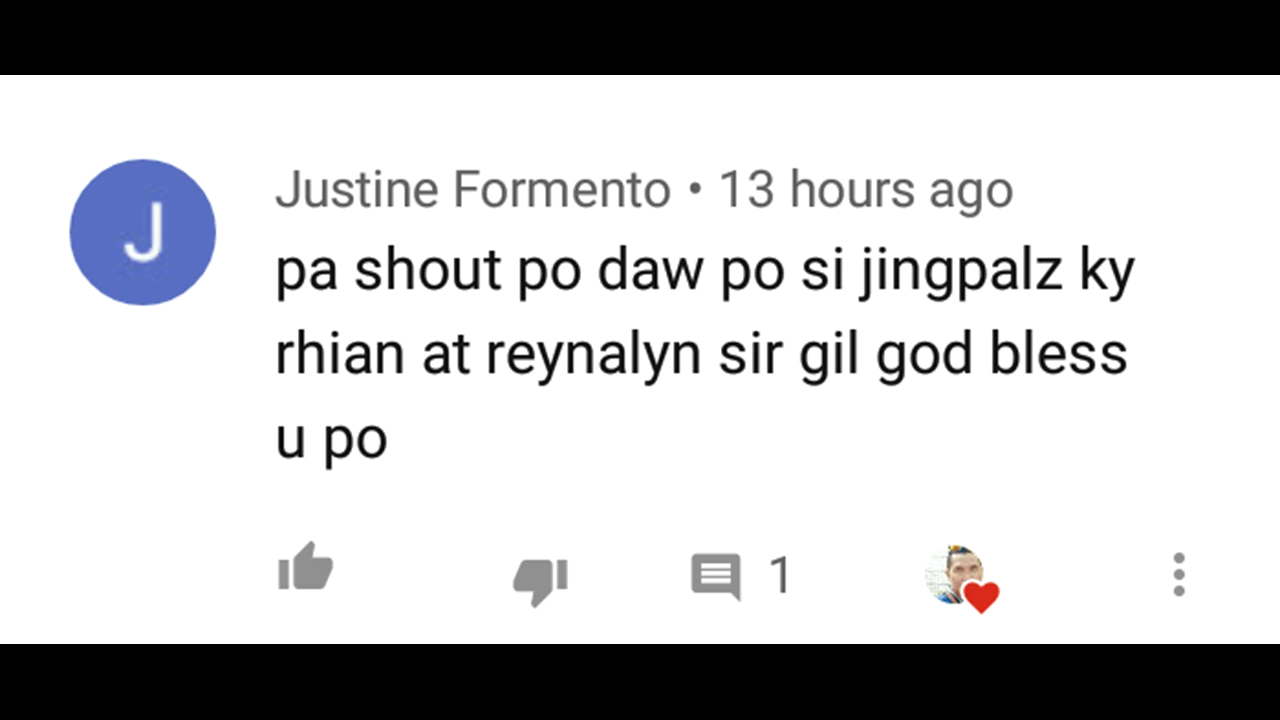 J
Justine Formento • 13 hours ago
pa shout po daw po si jingpalz ky
rhian at reynalyn sir gil god bless
u po
1